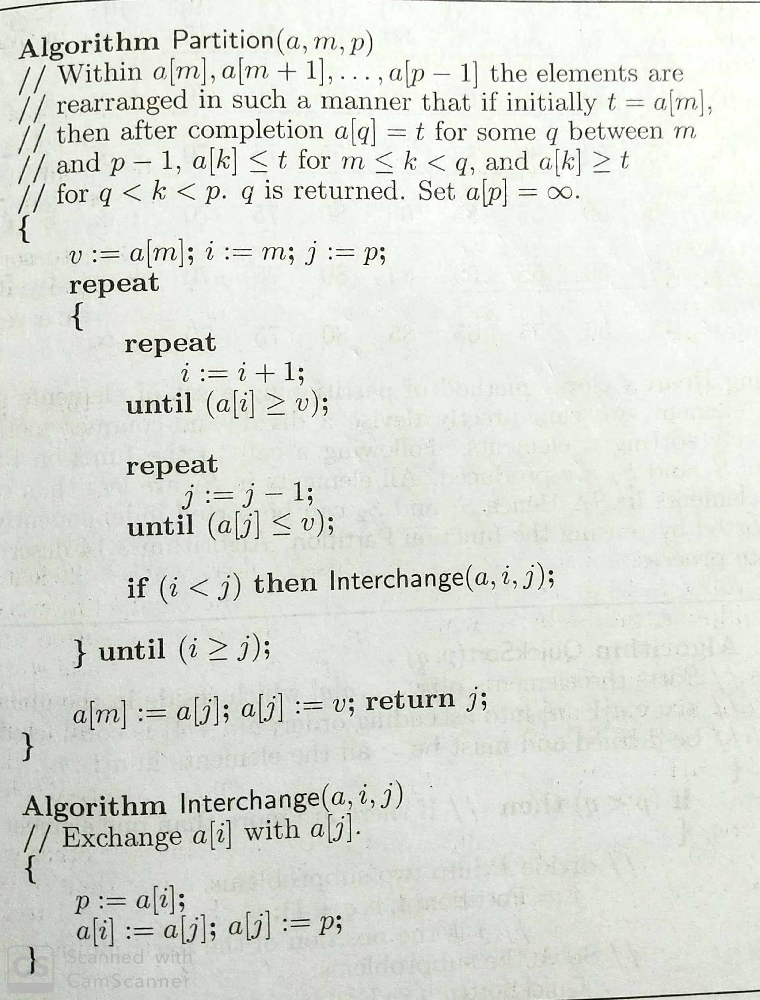 Algorithm Partition(a, m, p)
// Within a[m], a[m + 1], . . . , a[p − 1] the elements are
// rearranged in such a manner that if initially t = a[m],
// then after completion a[q] = t for some q between m
// and p − 1, a[k] ≤ t for m ≤ k < q, and a[k] ≥ t
// for q < k < p. q is returned. Set a[p] = ∞.
{
v := a[m]; i := m; j := p;
repeat
{
repeat
i := i + 1;
until (a[i] ≥ v);
repeat
j := j − 1;
until (a[j] ≤ v);
if (i < j) then Interchange(a, i, j);
} until (i ≥ j);
a[m] := a[j]; a[j] := v; return j;
}
Algorithm Interchange(a, i, j)
// Exchange a[i] with a[j].
{
p := a[i];
a[i] := a[j]; a[j] := p;
}
CS Scanned with
CamScanner